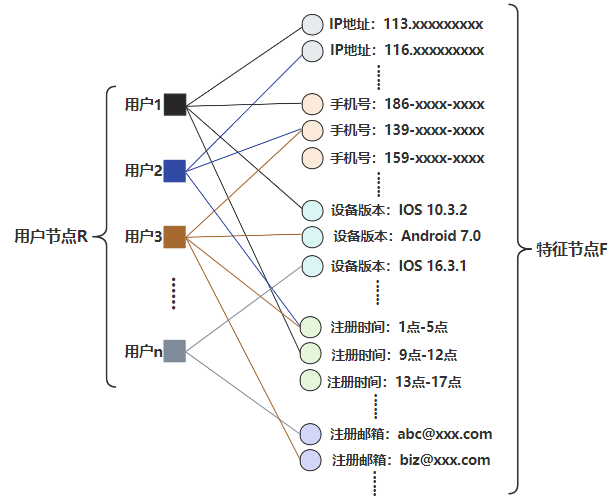 用户节点R
用户1
用户2
用户3
用户n
IP地址：113.xxxxxxxxx
IP地址：116.xxxxxxxxx
手机号：186-xxxx-xxxx
手机号：139-xxxx-xxxx
手机号：159-xxxx-xxxx
设备版本：IOS 10.3.2
设备版本：Android 7.0
设备版本：IOS 16.3.1
注册时间：1点-5点
注册时间：9点-12点
注册时间：13点-17点
注册邮箱：abc@xxx.com
注册邮箱：biz@xxx.com
特征节点F